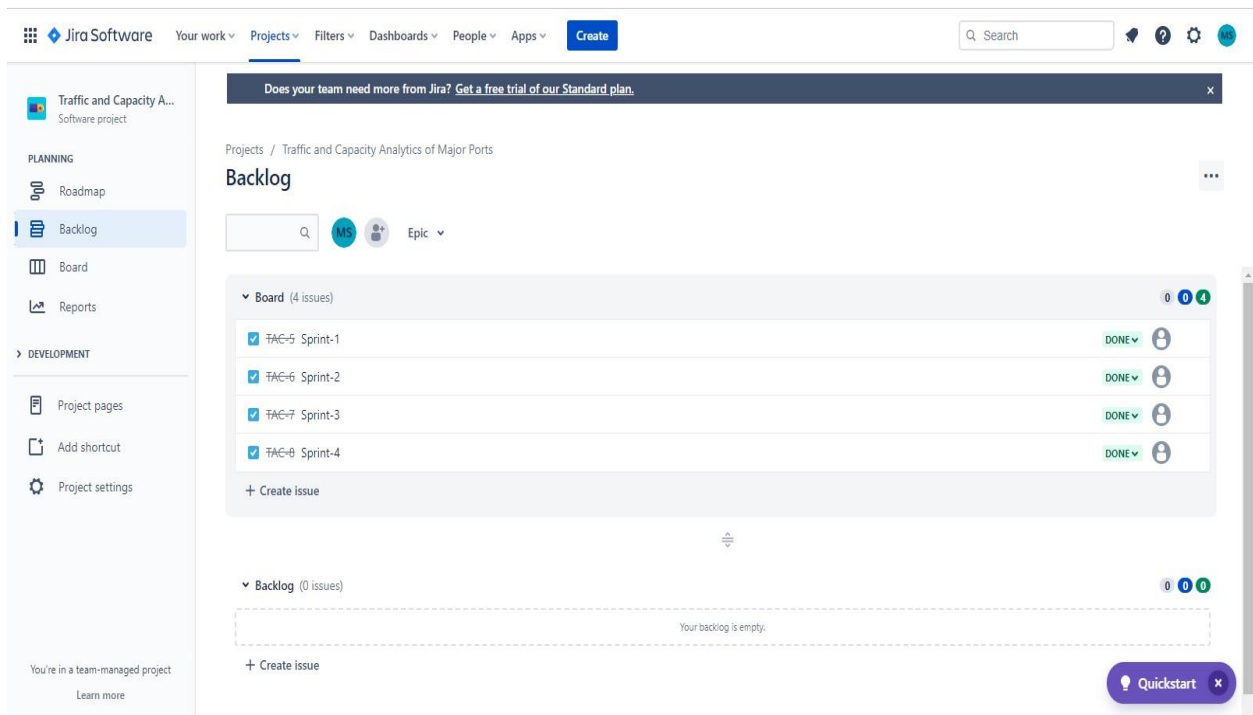 Jira Software Your work Projects Filters Dashboards People Apps Create Search MS
Does your team need more from Jira? Get a free trial of our Standard plan. x
Traffic and Capacity A...
Software project
PLANNING
Roadmap
Backlog
Board
Reports
DEVELOPMENT
Project pages
Add shortcut
Project settings
You're in a team-managed project
Learn more
Projects / Traffic and Capacity Analytics of Major Ports
Backlog
MS Epic
Board (4 issues) 0 0 4
TAC-5 Sprint-1 DONE
TAC-6 Sprint-2 DONE
TAC-7 Sprint-3 DONE
TAC-8 Sprint-4 DONE
+ Create issue
Backlog (0 issues) 0 0 0
Your backlog is empty.
+ Create issue
Quickstart x